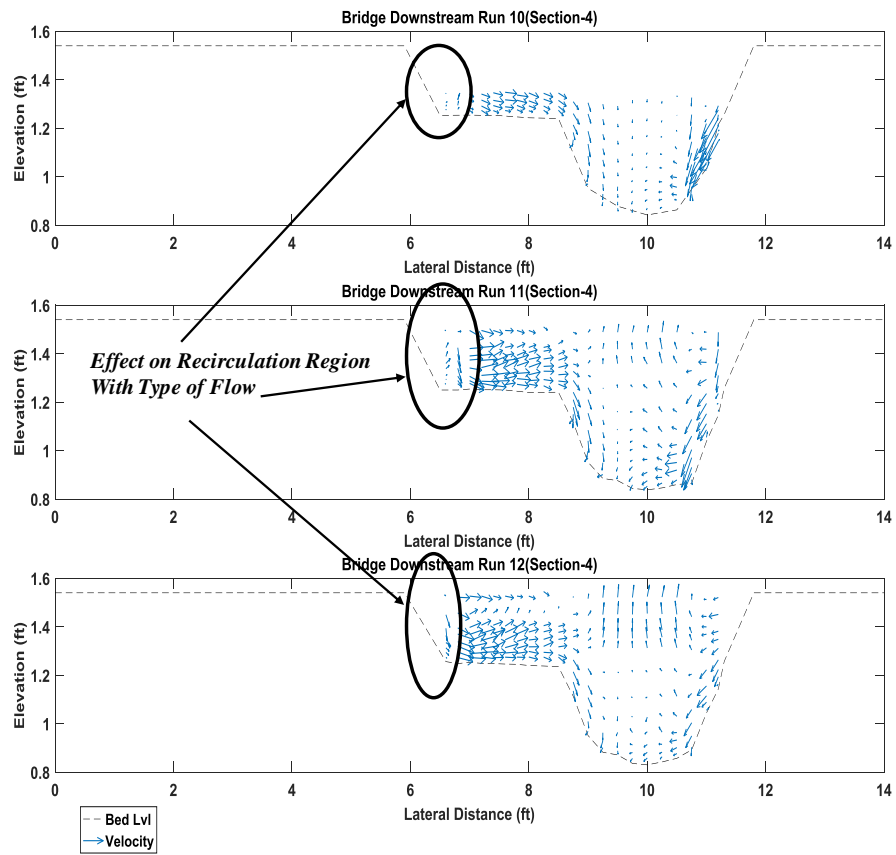 Bridge Downstream Run 10(Section-4)
1.6
1.4
1.2
1
0.8
Elevation (ft)
0 2 4 6 8 10 12 14
Lateral Distance (ft)
Bridge Downstream Run 11(Section-4)
1.6
1.4
1.2
1
0.8
Elevation (ft)
Effect on Recirculation Region
With Type of Flow
0 2 4 6 8 10 12 14
Lateral Distance (ft)
Bridge Downstream Run 12(Section-4)
1.6
1.4
1.2
1
0.8
Elevation (ft)
0 2 4 6 8 10 12 14
Lateral Distance (ft)
Bed Lvl
Velocity